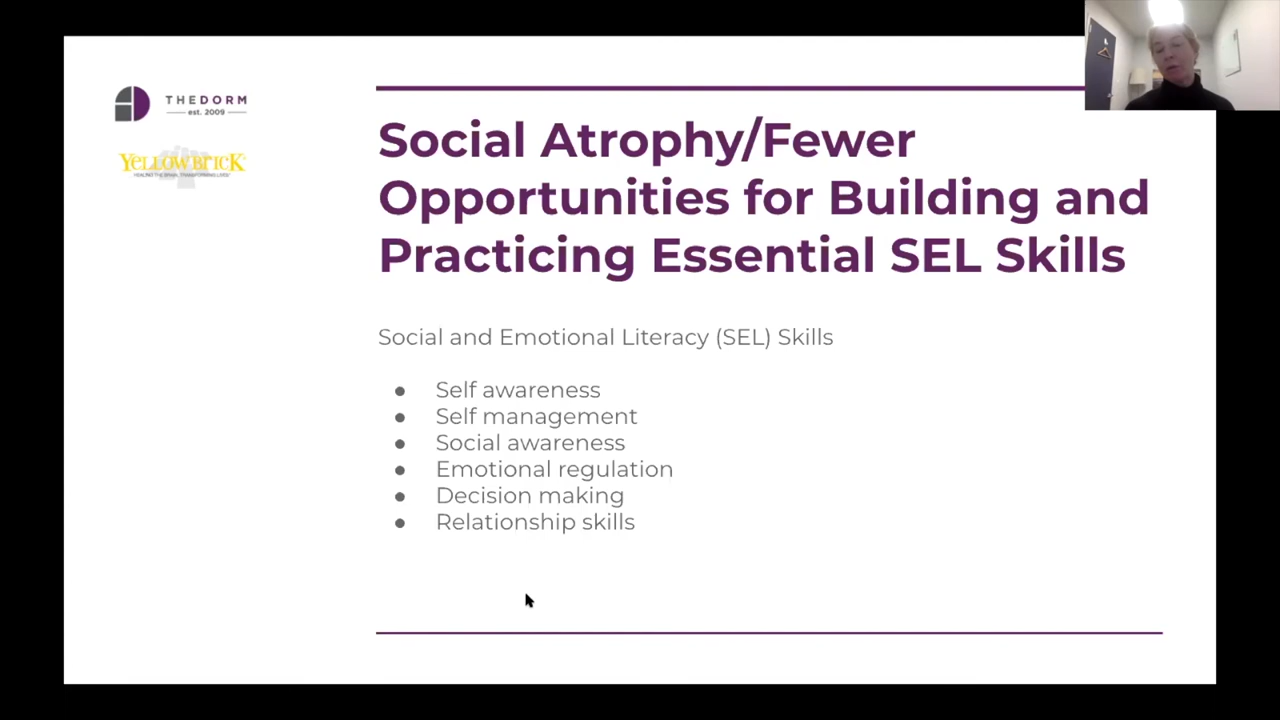 THEDORM
est. 2009
YELLOWBRICK
Social Atrophy/Fewer
Opportunities for Building and
Practicing Essential SEL Skills
Social and Emotional Literacy (SEL) Skills
● Self awareness
● Self management
● Social awareness
● Emotional regulation
● Decision making
● Relationship skills